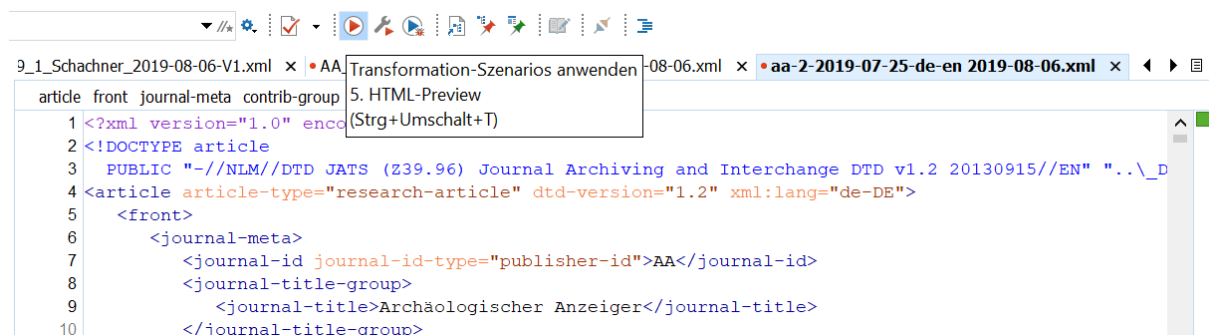 9_1_Schachner_2019-08-06-V1.xml × • AA_ -08-06.xml × • aa-2-2019-07-25-de-en 2019-08-06.xml ×
Transformation-Szenarios anwenden
5. HTML-Preview
(Strg+Umschalt+T)
article front journal-meta contrib-group
1 <?xml version="1.0" enco
2 <!DOCTYPE article
3 PUBLIC "-//NLM//DTD JATS (Z39.96) Journal Archiving and Interchange DTD v1.2 20130915//EN" "..\_D
4 <article article-type="research-article" dtd-version="1.2" xml:lang="de-DE">
5 <front>
6 <journal-meta>
7 <journal-id journal-id-type="publisher-id">AA</journal-id>
8 <journal-title-group>
9 <journal-title>Archäologischer Anzeiger</journal-title>
10 </journal-title-group>